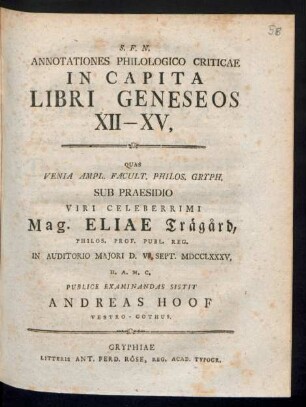 S. F. N.
ANNOTATIONES PHILOLOGICO CRITICAE
IN CAPITA
LIBRI GENESEOS
XII—XV,
QUAS
VENIA AMPL. FACULT. PHILOS. GRYPH.
SUB PRAESIDIO
VIRI CELEBERRIMI
Mag. ELIAE Trägård,
PHILOS. PROF. PUBL. REG.
IN AUDITORIO MAJORI D. SEPT. MDCCLXXXV,
H. A. M. C,
PUBLICE EXAMINANDAS SISTIT
ANDREAS HOOF
VESTRO-GOTHUS.
GRYPHIAE
LITTERIS ANT. FERD. RÖSE, REG. ACAD. TYPOGR.